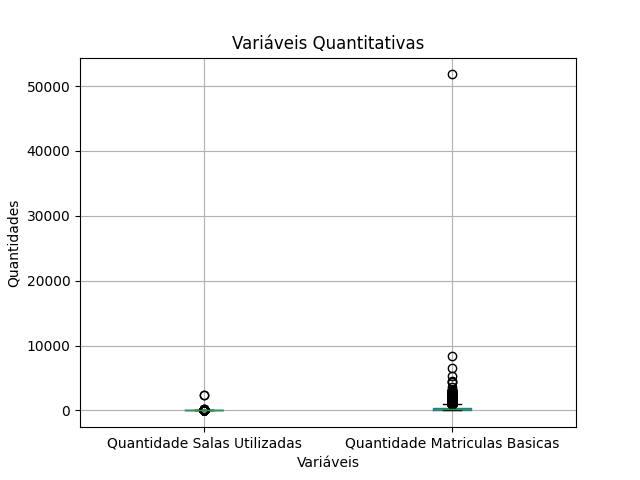 Variáveis Quantitativas
50000
40000
30000
20000
10000
0
Quantidades
Quantidade Salas Utilizadas
Quantidade Matriculas Basicas
Variáveis